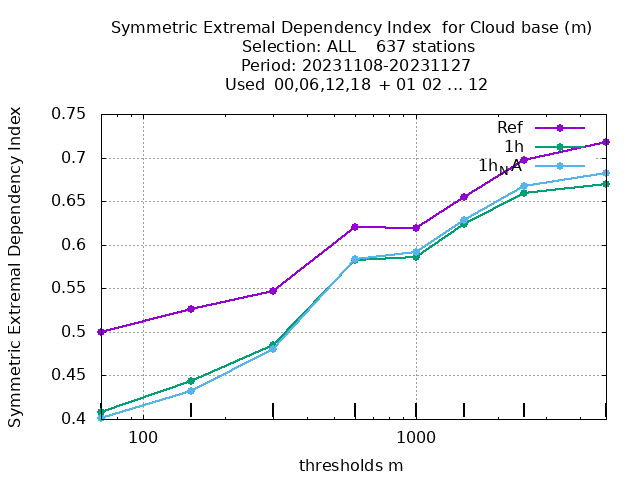 Symmetric Extremal Dependency Index  for Cloud base (m)
Selection: ALL    637 stations
Period: 20231108-20231127
Used  00,06,12,18  + 01 02 ... 12
Symmetric Extremal Dependency Index
0.75
0.7
0.65
0.6
0.55
0.5
0.45
0.4
Ref
1h
1h_NA
100
1000
thresholds m